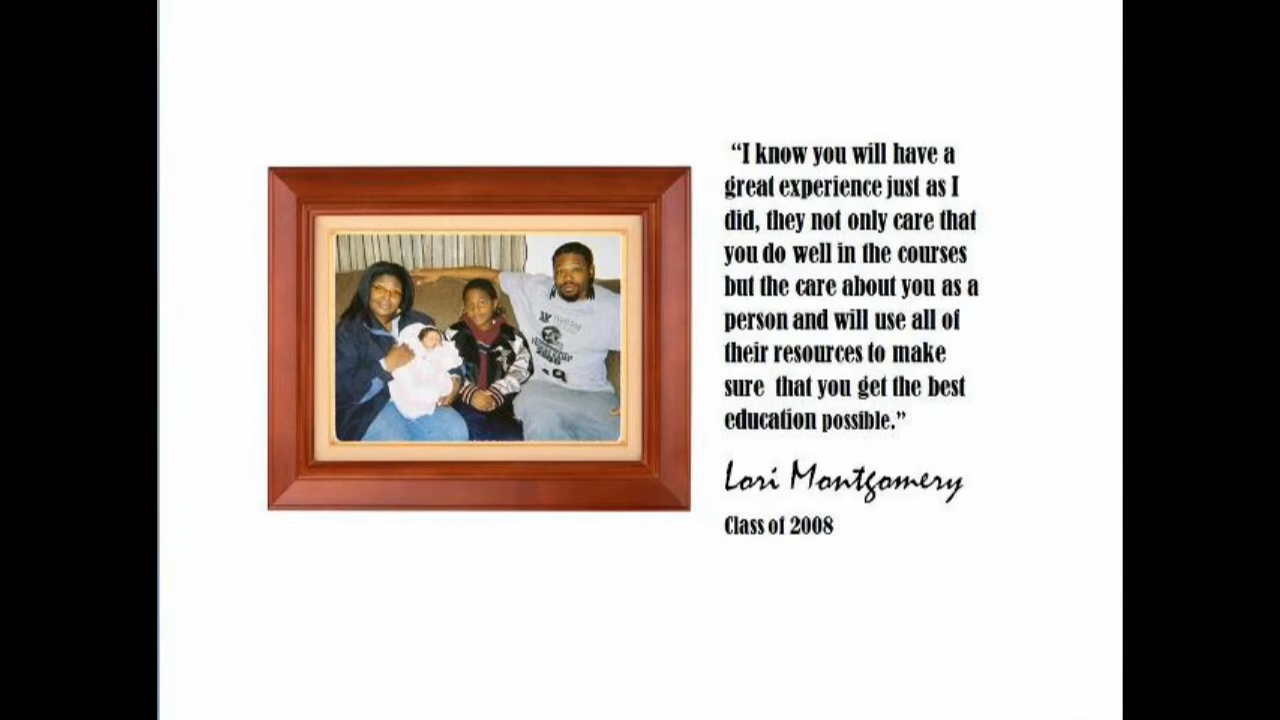 “I know you will have a
great experience just as I
did, they not only care that
you do well in the courses
but the care about you as a
person and will use all of
their resources to make
sure  that you get the best
education possible.”
Lori Montgomery
Class of 2008